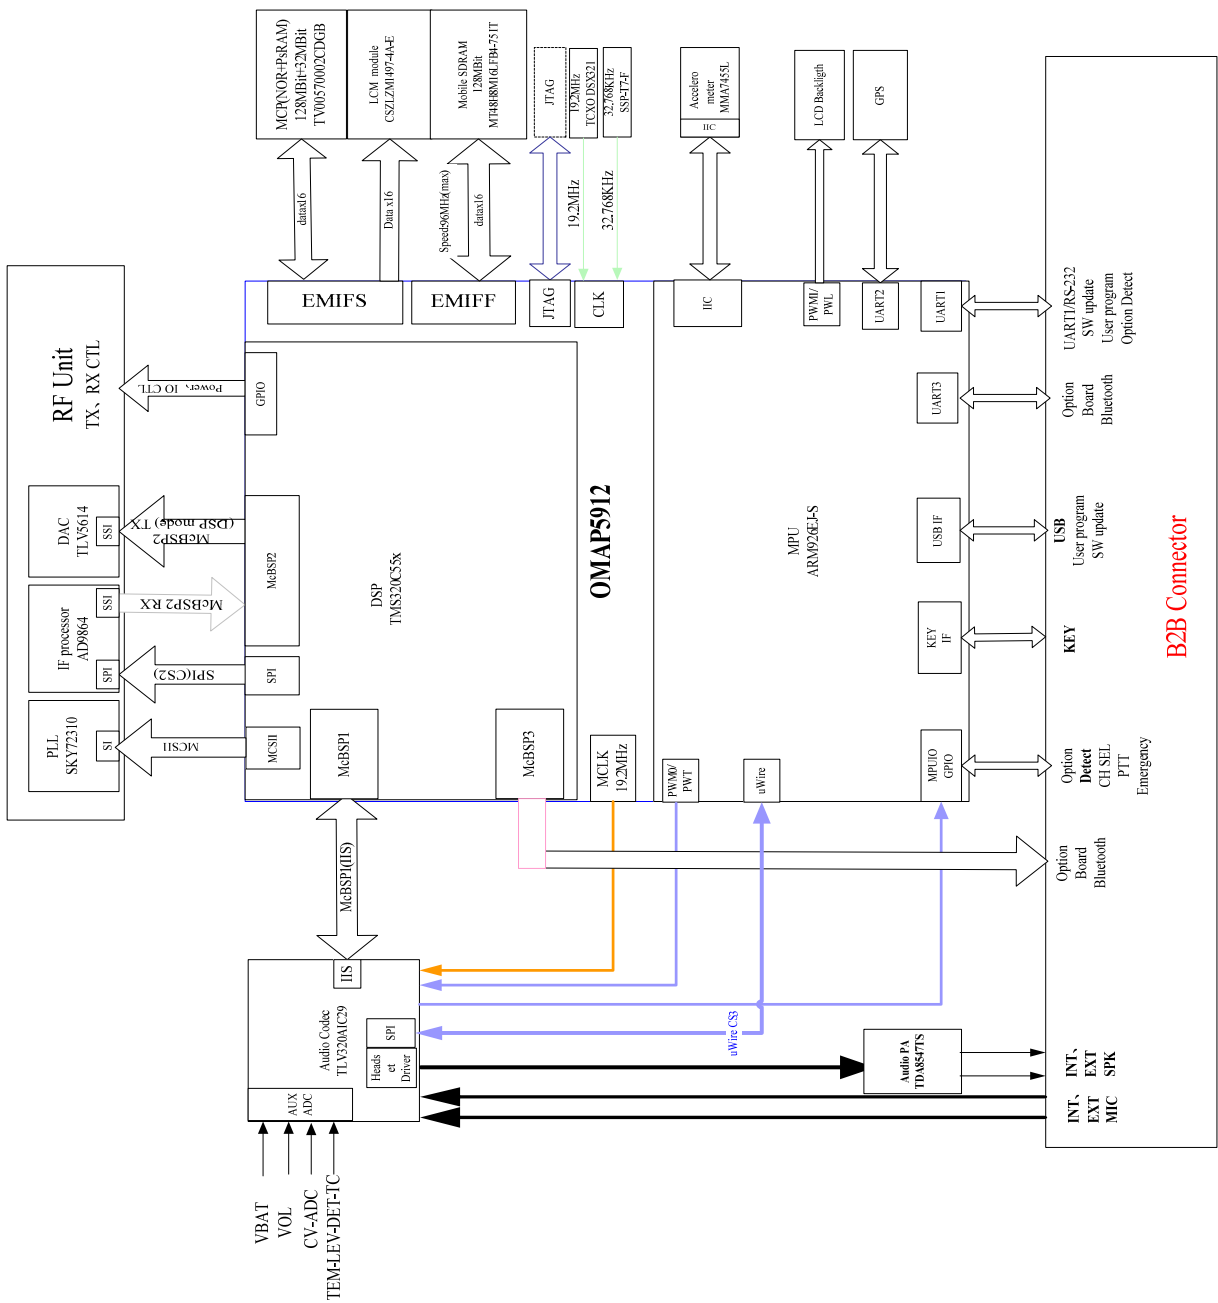 MCP(NOR+PsRAM)
128MBit+32MBit
TV00570002CDGB
LCM module
CSZLZM1497-4A-E
Mobile SDRAM
128MBit
MT48H8M16LFB4-75IT
JTAG
19.2MHz
TCXO DSX321
32.768KHz
SSP-T7-F
Accelero
meter
MMA7455L
IIC
LCD Backligth
GPS
datax16
Data x16
Speed:96MHz(max)
datax16
19.2MHz
32.768KHz
EMIFS
EMIFF
JTAG
CLK
IIC
PWM1/
PWL
UART2
UART1
UART1/RS-232
SW update
User program
Option Detect
RF Unit
TX、RX CTL
Power、IO CTL
GPIO
UART3
Option
Board
Bluetooth
DAC
TLV5614
SSI
McBSP2
(DSP mode) TX
McBSP2
IF processor
AD9864
SSI
SPI
McBSP2 RX
SPI(CS2)
SPI
PLL
SKY72310
SI
MCSII
MCSII
DSP
TMS320C55x
OMAP5912
MPU
ARM926EJ-S
USB IF
USB
User program
SW update
KEY
IF
KEY
B2B Connector
McBSP1
McBSP3
MCLK
19.2MHz
PWM0/
PWT
uWire
MPUIO
GPIO
Option
Detect
CH SEL
PTT
Emergency
McBSP1(IIS)
Option
Board
Bluetooth
IIS
Audio Codec
TLV320AIC29
SPI
Heads
et
Driver
AUX
ADC
uWire CS3
Audio PA
TDA8547TS
INT、
EXT
SPK
INT、
EXT
MIC
VBAT
VOL
CV-ADC
TEM-LEV-DET-TC